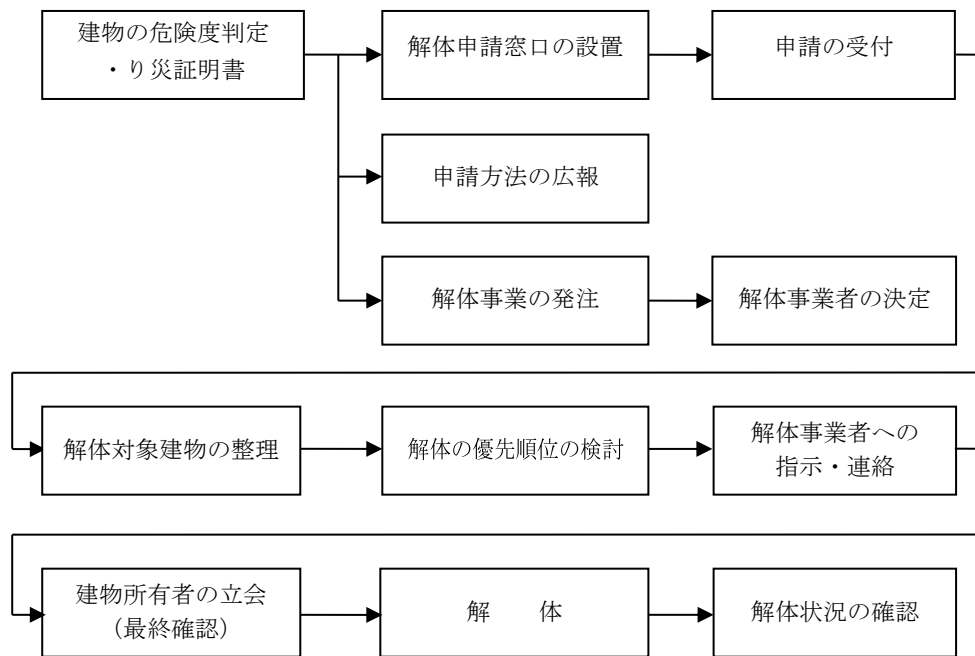 建物の危険度判定
・り災証明書
解体申請窓口の設置
申請の受付
申請方法の広報
解体事業の発注
解体事業者の決定
解体対象建物の整理
解体の優先順位の検討
解体事業者への
指示・連絡
建物所有者の立会
（最終確認）
解　　体
解体状況の確認